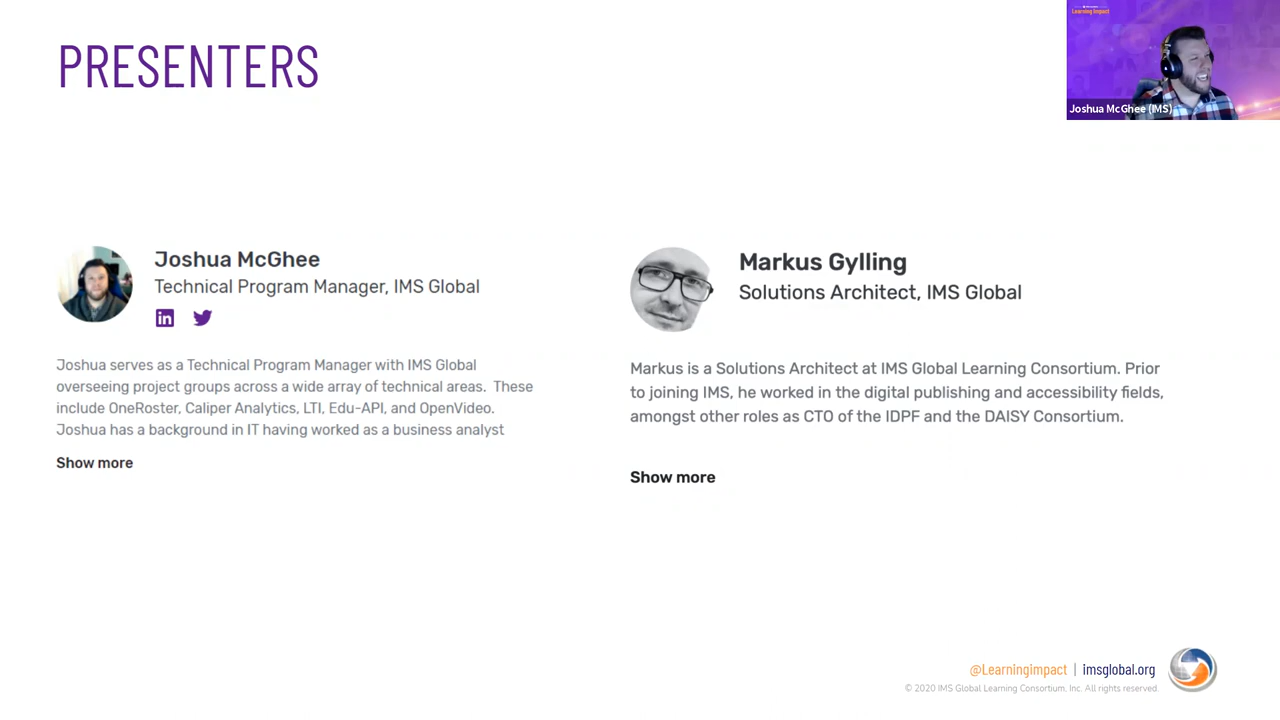 PRESENTERS
Learning Impact
Joshua McGhee (IMS)
Joshua McGhee
Technical Program Manager, IMS Global
in
Joshua serves as a Technical Program Manager with IMS Global
overseeing project groups across a wide array of technical areas. These
include OneRoster, Caliper Analytics, LTI, Edu-API, and OpenVideo.
Joshua has a background in IT having worked as a business analyst
Show more
Markus Gylling
Solutions Architect, IMS Global
Markus is a Solutions Architect at IMS Global Learning Consortium. Prior
to joining IMS, he worked in the digital publishing and accessibility fields,
amongst other roles as CTO of the IDPF and the DAISY Consortium.
Show more
@Learningimpact | imsglobal.org
© 2020 IMS Global Learning Consortium, Inc. All rights reserved.